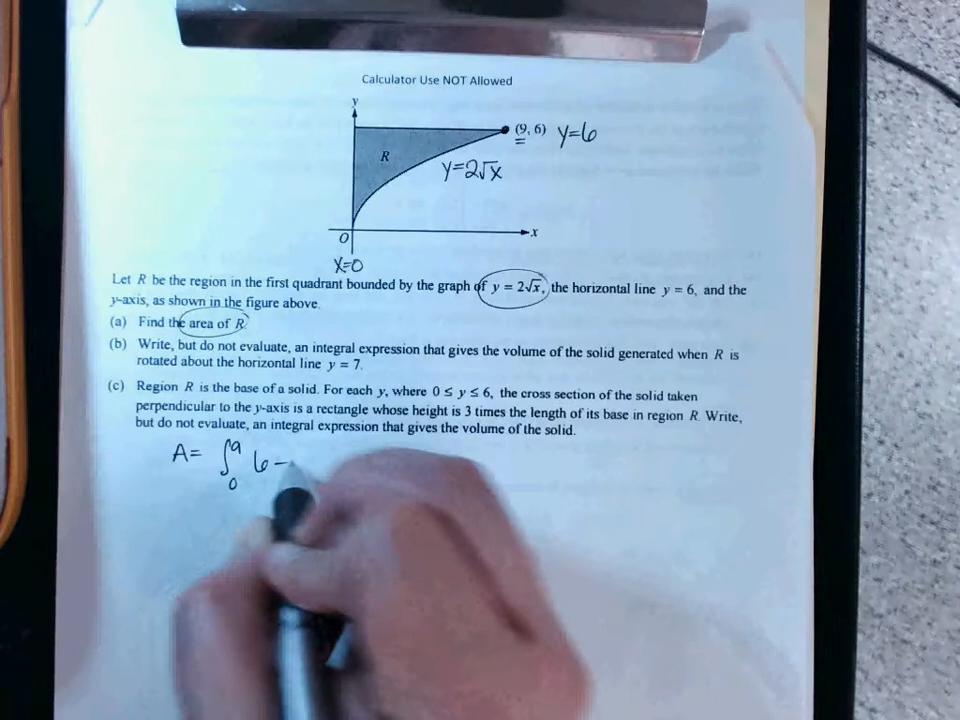 Calculator Use NOT Allowed
y
(9, 6) y=6
R
y=2√x
x
O
x=0
Let R be the region in the first quadrant bounded by the graph of y = 2√x, the horizontal line y = 6, and the
y-axis, as shown in the figure above.
(a) Find the area of R.
(b) Write, but do not evaluate, an integral expression that gives the volume of the solid generated when R is
rotated about the horizontal line y = 7.
(c) Region R is the base of a solid. For each y, where 0 ≤ y ≤ 6, the cross section of the solid taken
perpendicular to the y-axis is a rectangle whose height is 3 times the length of its base in region R. Write,
but do not evaluate, an integral expression that gives the volume of the solid.
A= ∫₀⁹ 6 -